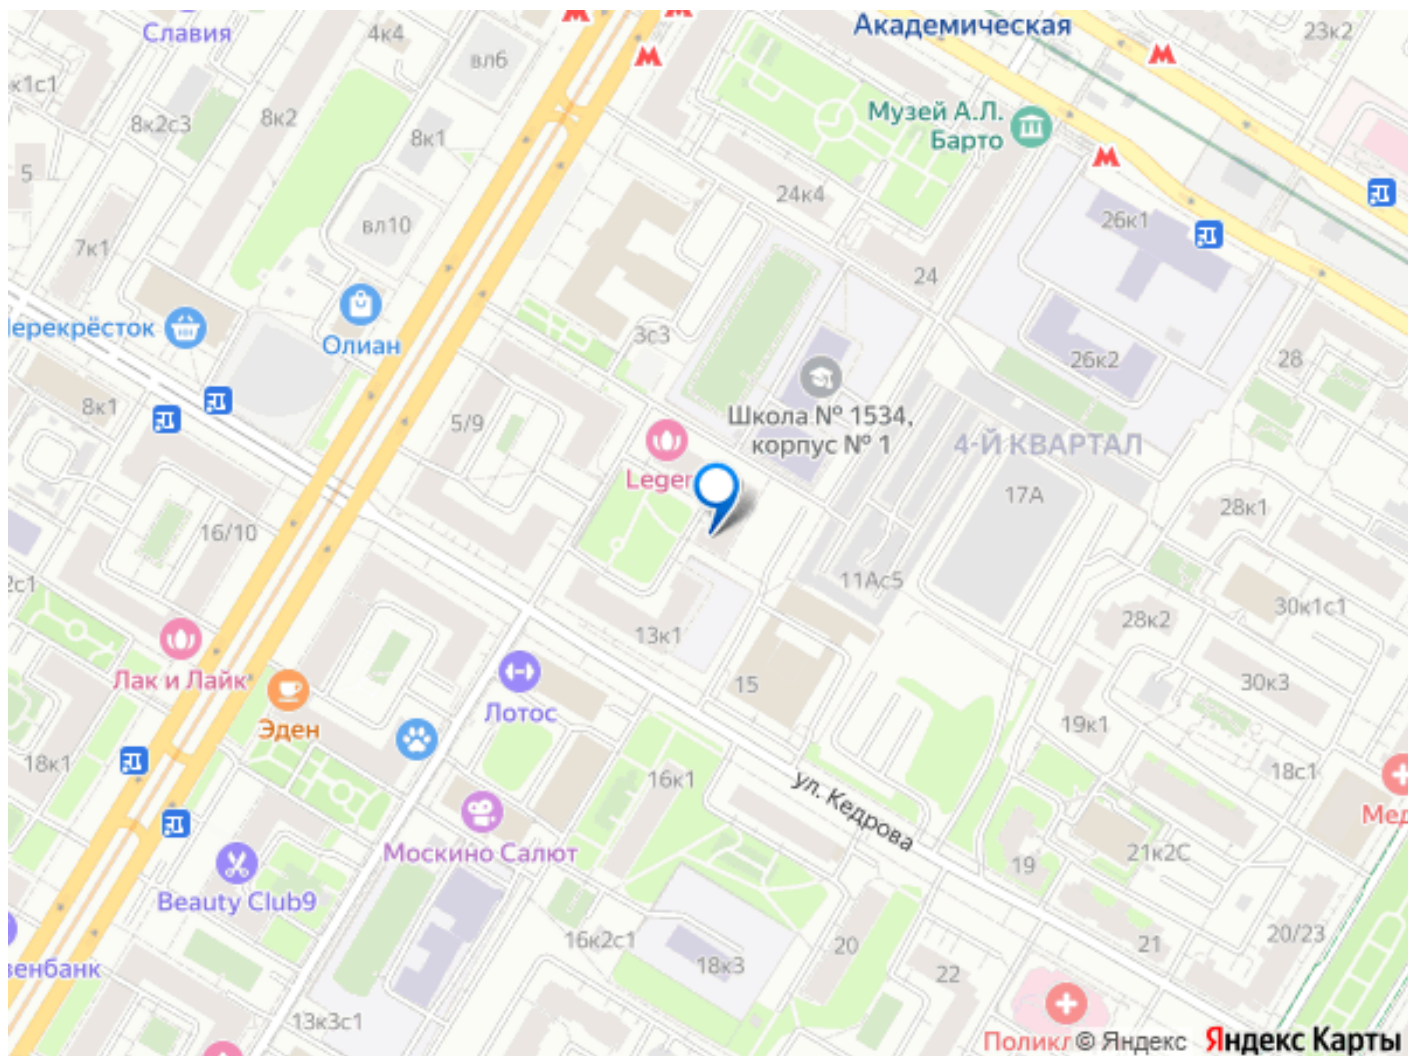 Славия
4к4
Академическая
23к2
вл6
к1с1
8к2
8к2с3
8к1
Музей А.Л.
Барто
5
24к4
26к1
вл10
7к1
24
ерекрёсток
Олиан
3с3
26к2
28
8к1
5/9
Школа № 1534,
корпус № 1
4-Й КВАРТАЛ
Leger
17А
28к1
16/10
2с1
11Ас5
30к1с1
13к1
28к2
Лак и Лайк
15
30к3
Лотос
Эден
19к1
18к1
16к1
18с1
ул. Кедрова
Мед
Москино Салют
21к2С
19
Beauty Club9
16к2с1
20
21
20/23
венбанк
18к3
22
13к3с1
Поликл
© Яндекс
Яндекс Карты